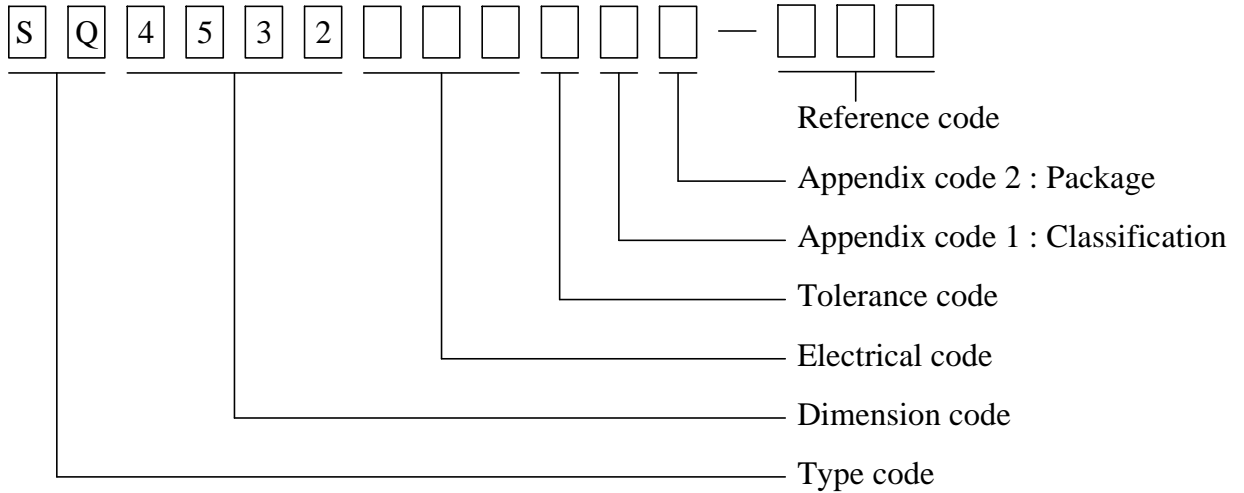 S Q 4 5 3 2 —
Reference code
Appendix code 2 : Package
Appendix code 1 : Classification
Tolerance code
Electrical code
Dimension code
Type code